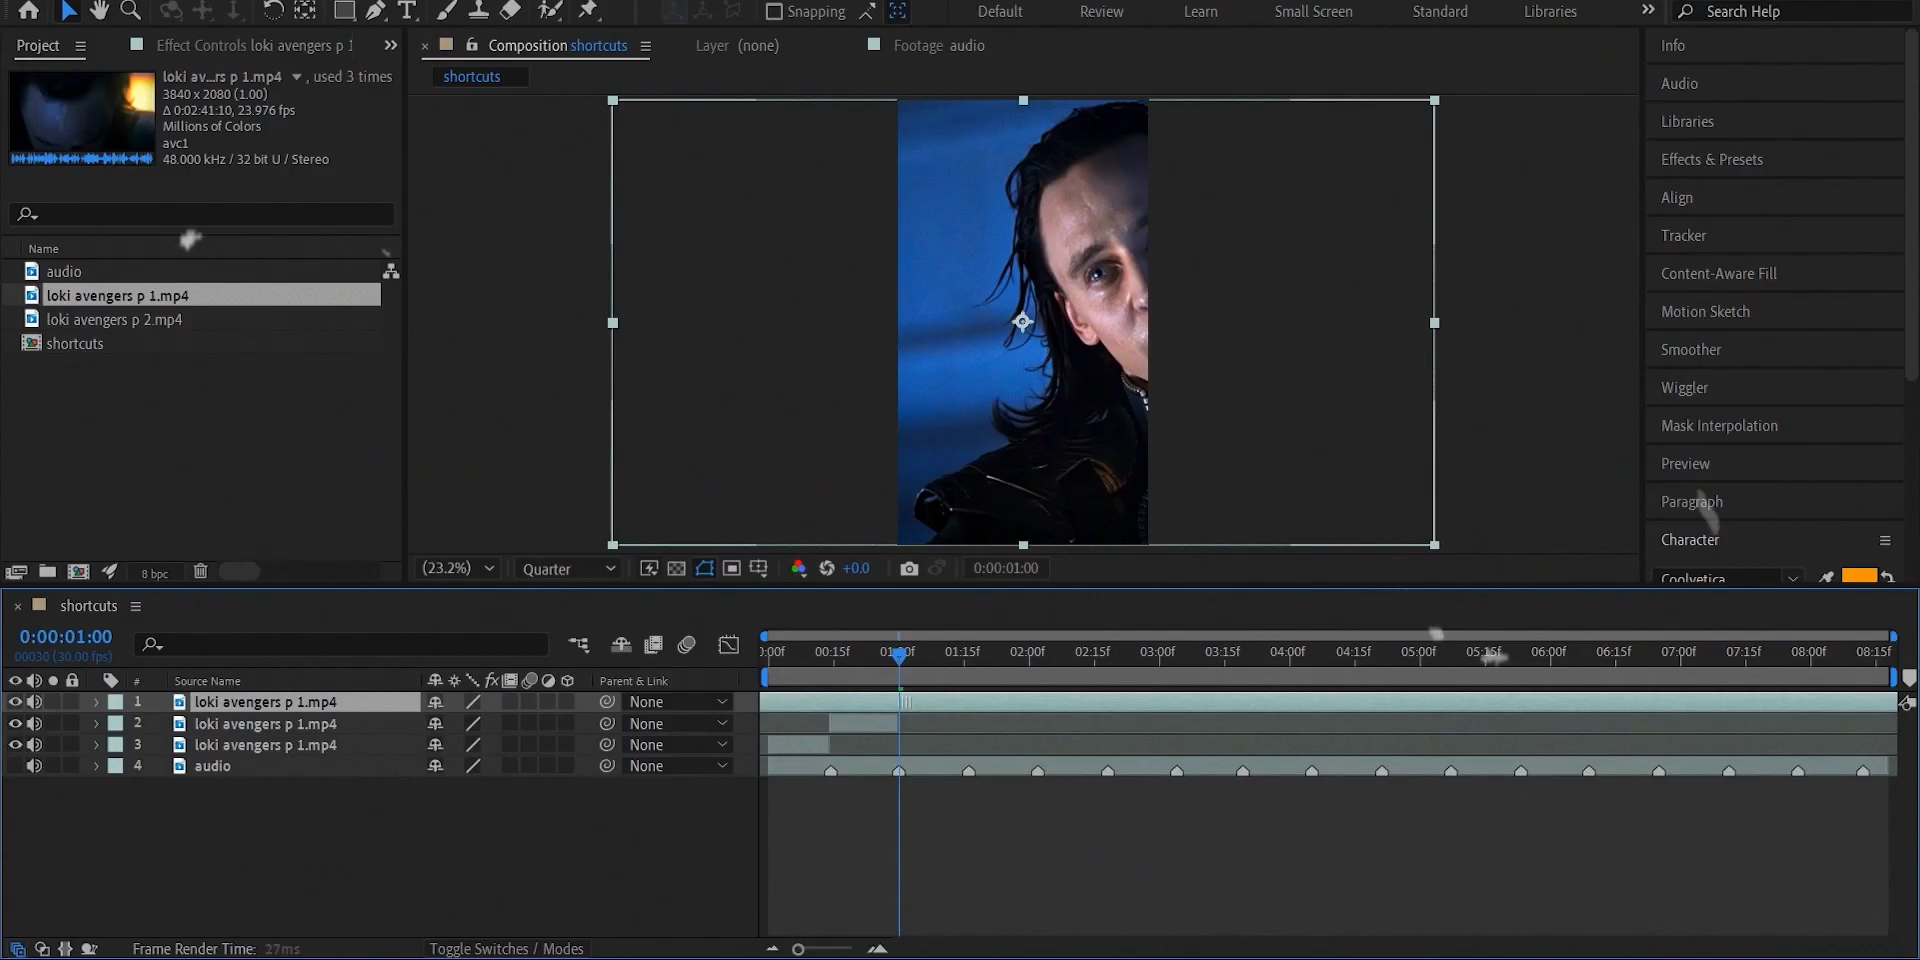 Snapping
Default
Review
Learn
Small Screen
Standard
Libraries
Search Help
Project
Effect Controls loki avengers p 1
Composition shortcuts
Layer (none)
Footage audio
Info
loki av...rs p 1.mp4
, used 3 times
3840 x 2080 (1.00)
Δ 0:02:41:10, 23.976 fps
Millions of Colors
avc1
48.000 kHz / 32 bit U / Stereo
shortcuts
Audio
Libraries
Effects & Presets
Align
Tracker
Content-Aware Fill
Motion Sketch
Smoother
Wiggler
Mask Interpolation
Preview
Paragraph
Character
Coolvetica
Name
audio
loki avengers p 1.mp4
loki avengers p 2.mp4
shortcuts
8 bpc
(23.2%)
Quarter
+0.0
0:00:01:00
shortcuts
0:00:01:00
00030 (30.00 fps)
):00f 00:15f 01:00f 01:15f 02:00f 02:15f 03:00f 03:15f 04:00f 04:15f 05:00f 05:15f 06:00f 06:15f 07:00f 07:15f 08:00f 08:15f
# Source Name fx Parent & Link
1 loki avengers p 1.mp4 None
2 loki avengers p 1.mp4 None
3 loki avengers p 1.mp4 None
4 audio None
Frame Render Time: 27ms
Toggle Switches / Modes